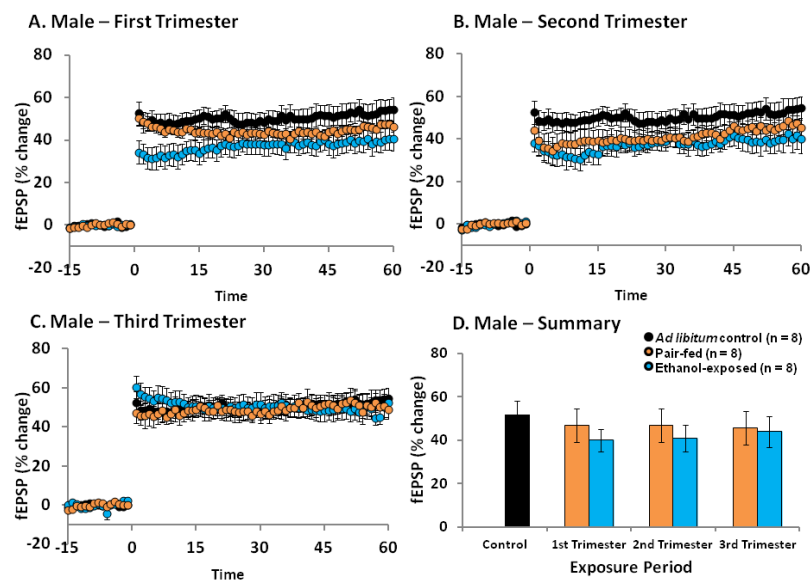 A. Male – First Trimester
80
60
40
20
0
-20
-15
0
15
30
45
60
fEPSP (% change)
Time
B. Male – Second Trimester
80
60
40
20
0
-20
-15
0
15
30
45
60
fEPSP (% change)
Time
C. Male – Third Trimester
80
60
40
20
0
-20
-15
0
15
30
45
60
fEPSP (% change)
Time
D. Male – Summary
Ad libitum control (n = 8)
Pair-fed (n = 8)
Ethanol-exposed (n = 8)
80
60
40
20
0
fEPSP (% change)
Control
1st Trimester
2nd Trimester
3rd Trimester
Exposure Period